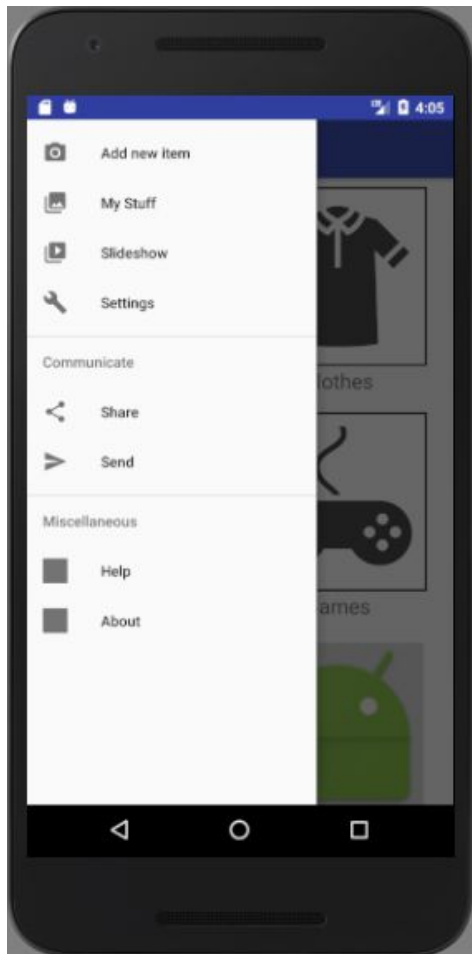 4:05
Add new item
My Stuff
Slideshow
Settings
Communicate
Share
Send
Miscellaneous
Help
About
lothes
ames